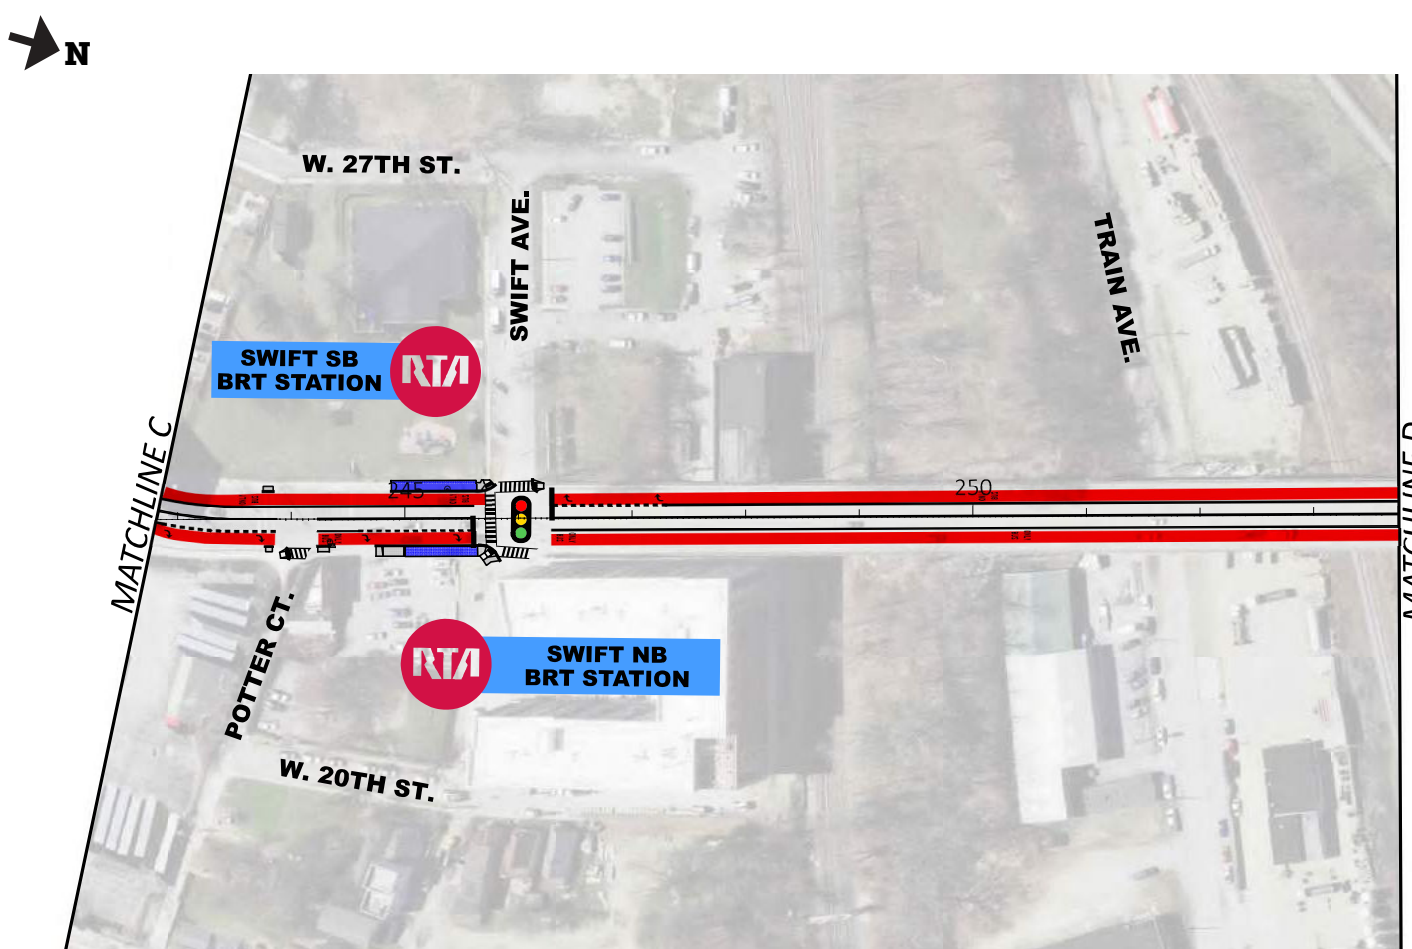 N
W. 27TH ST.
SWIFT AVE.
TRAIN AVE.
SWIFT SB
BRT STATION
RTA
MATCHLINE C
245
250
MATCHLINE D
POTTER CT.
RTA
SWIFT NB
BRT STATION
W. 20TH ST.